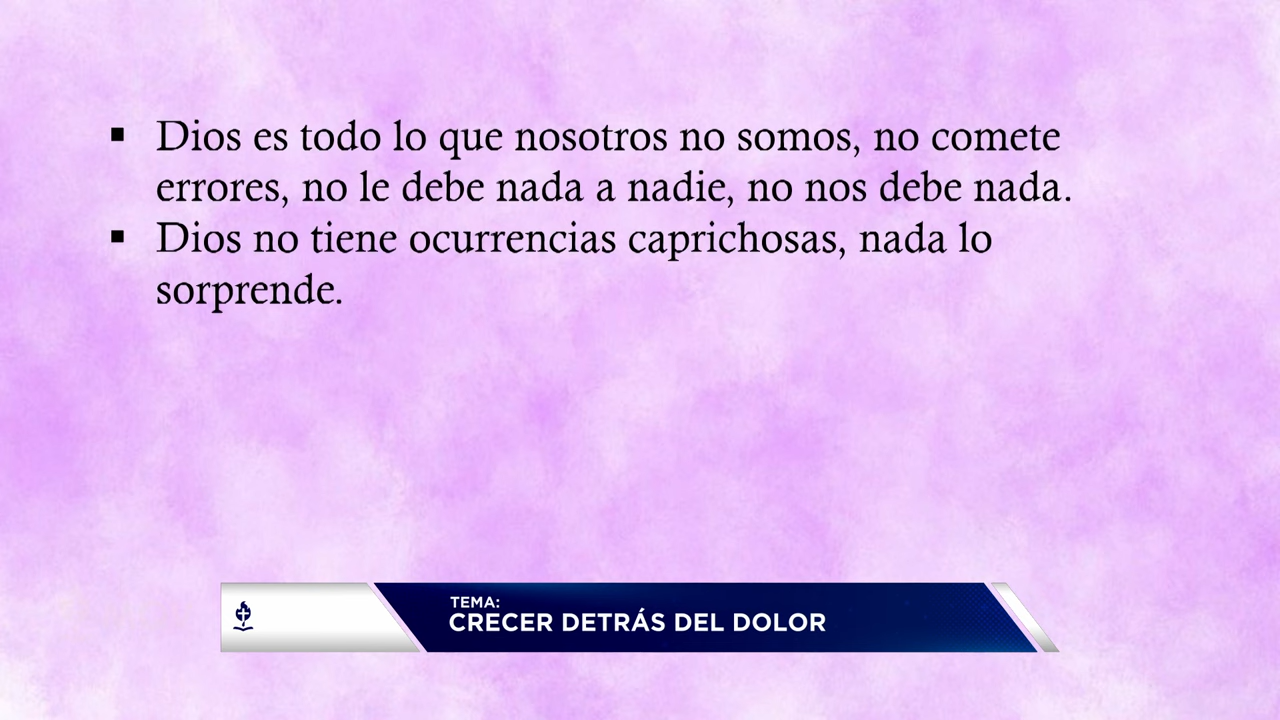 ▪ Dios es todo lo que nosotros no somos, no comete
errores, no le debe nada a nadie, no nos debe nada.
▪ Dios no tiene ocurrencias caprichosas, nada lo
sorprende.
TEMA:
CRECER DETRÁS DEL DOLOR